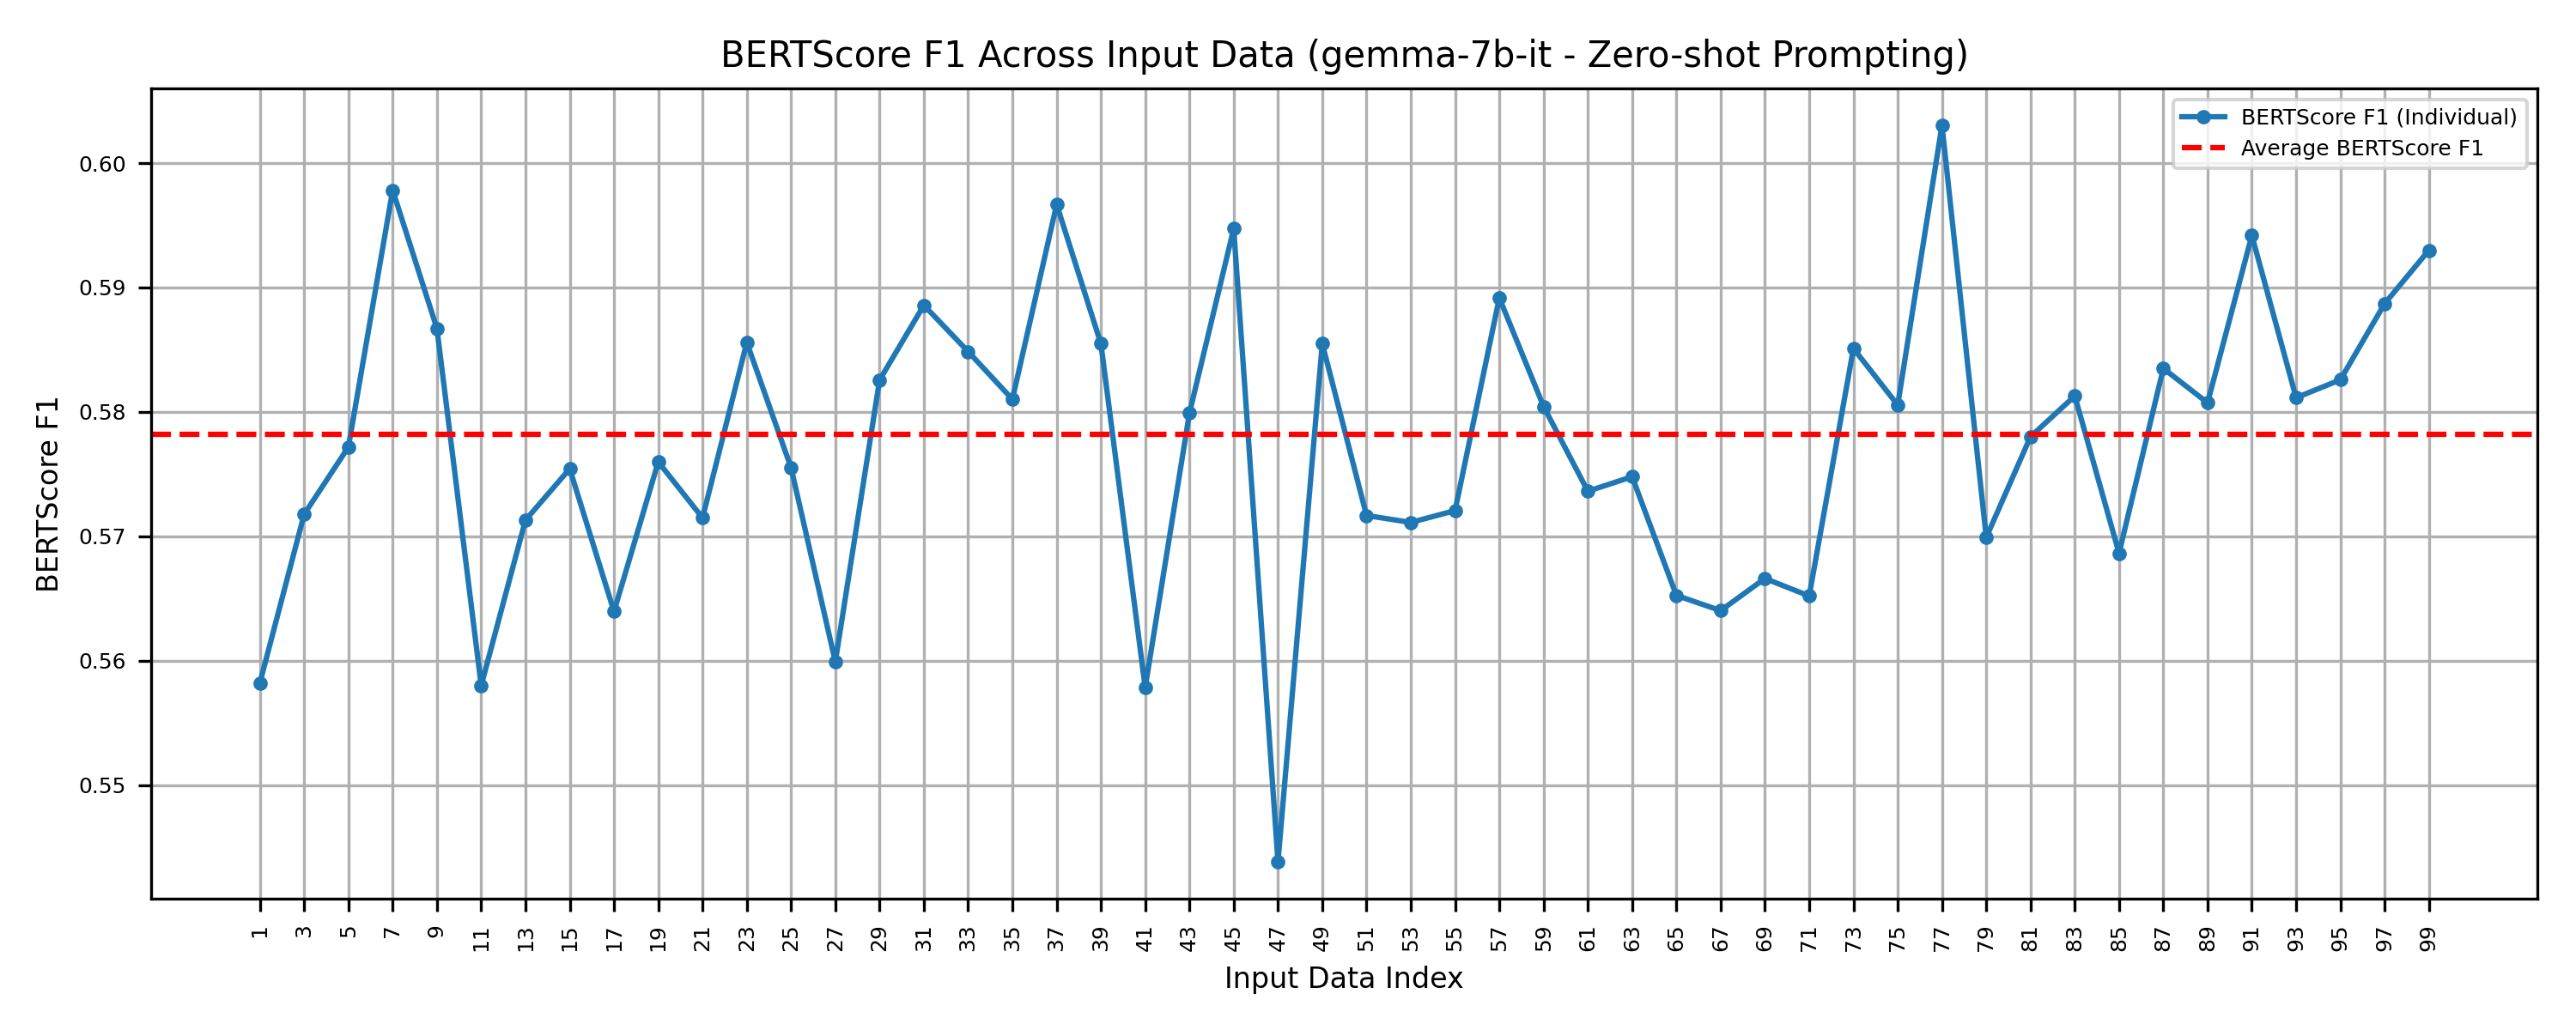 BERTScore F1 Across Input Data (gemma-7b-it - Zero-shot Prompting)
BERTScore F1 (Individual)
Average BERTScore F1
BERTScore F1
0.60
0.59
0.58
0.57
0.56
0.55
1 3 5 7 9 11 13 15 17 19 21 23 25 27 29 31 33 35 37 39 41 43 45 47 49 51 53 55 57 59 61 63 65 67 69 71 73 75 77 79 81 83 85 87 89 91 93 95 97 99
Input Data Index